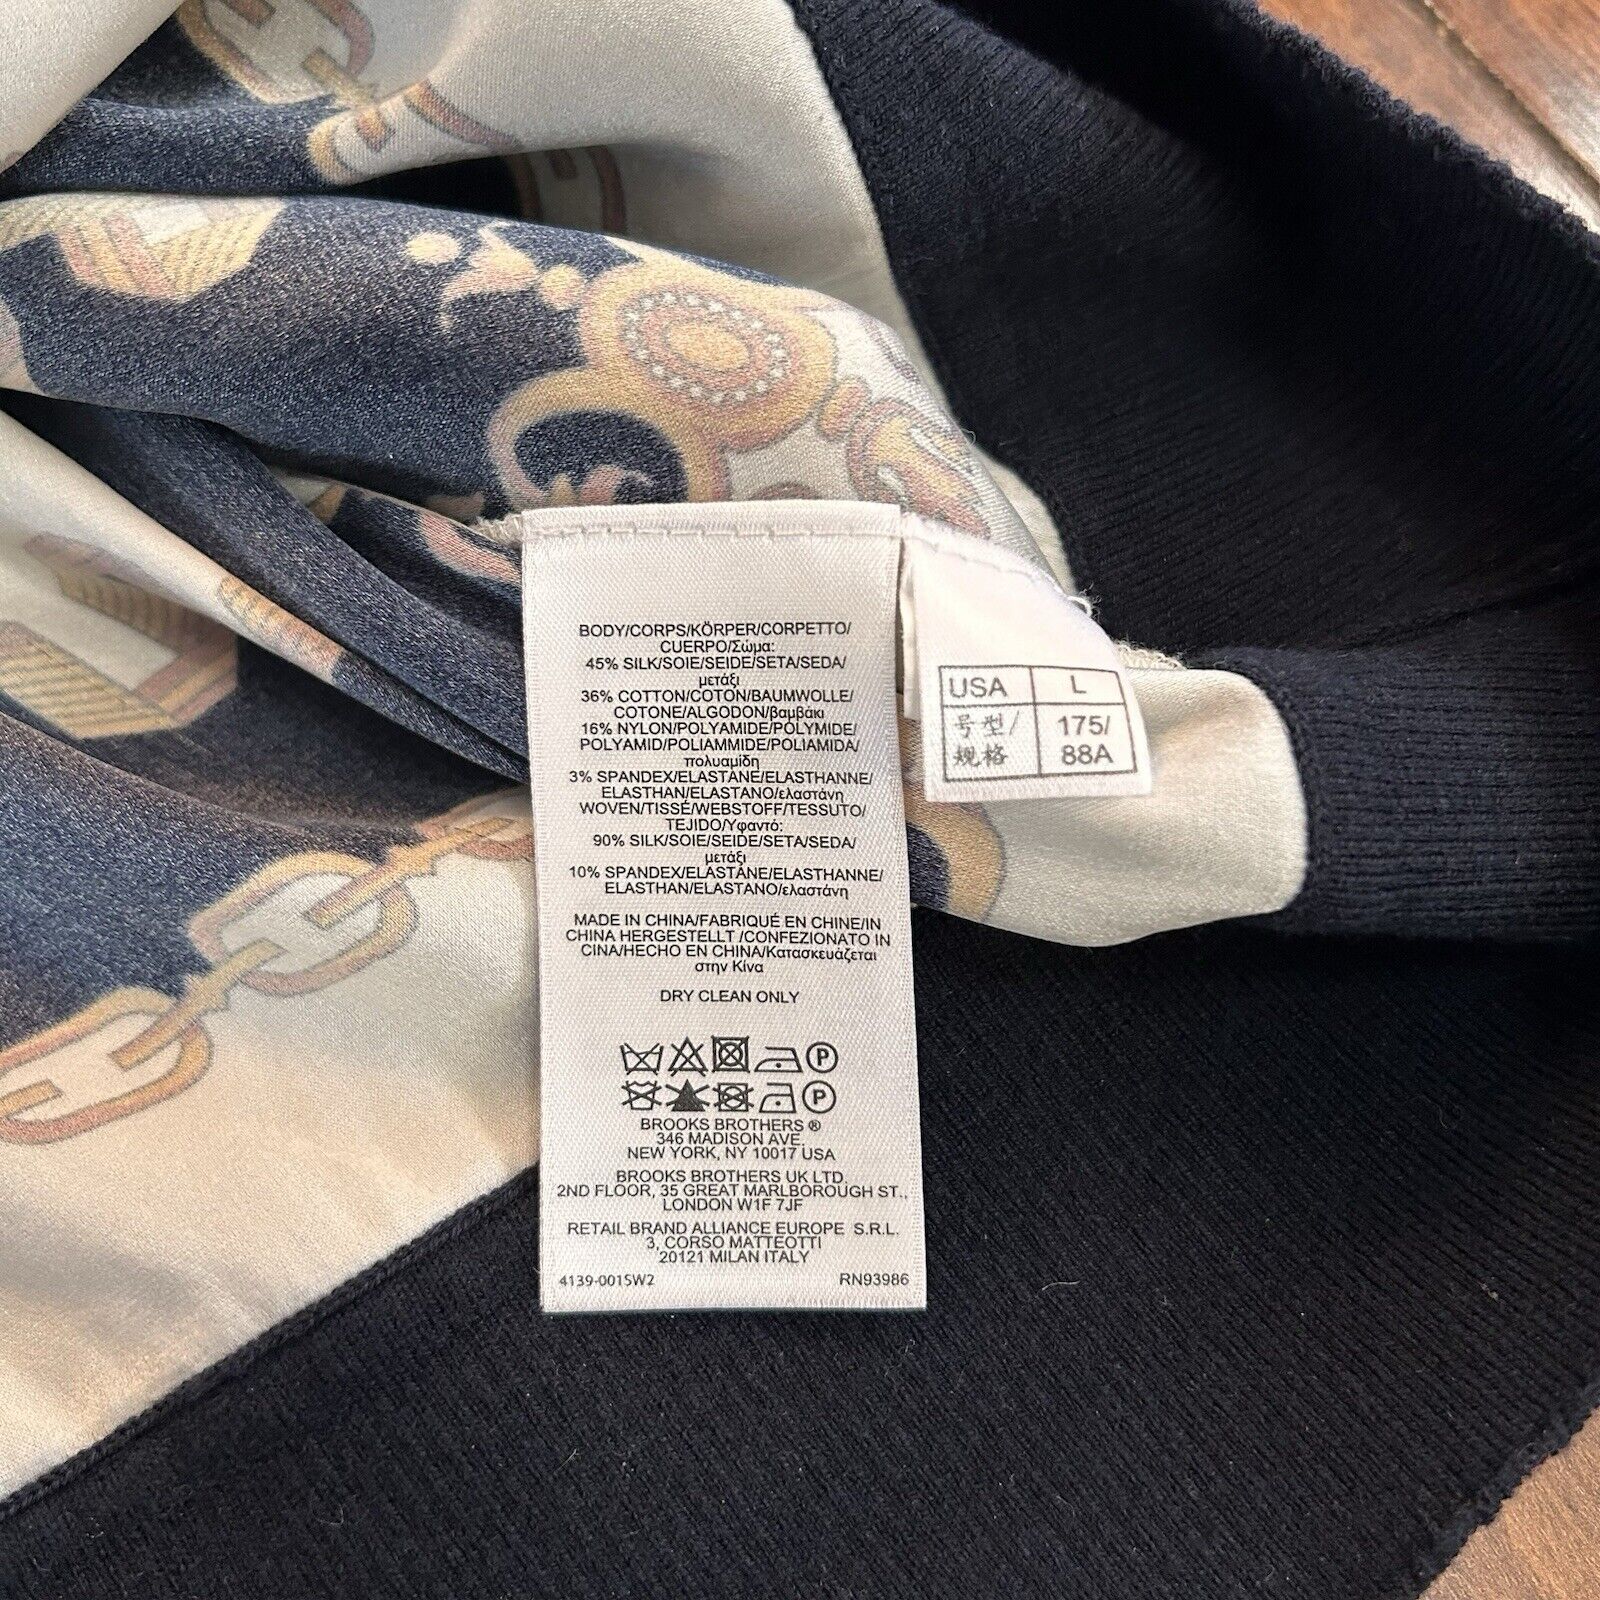 BODY/CORPS/KÖRPER/CORPETTO/
CUERPO/Σώμα:
45% SILK/SOIE/SEIDE/SETA/SEDA/
μετάξι
36% COTTON/COTON/BAUMWOLLE/
COTONE/ALGODON/βαμβάκι
16% NYLON/POLYAMIDE/POLYMIDE/
POLYAMID/POLIAMMIDE/POLIAMIDA/
πολυαμίδη
3% SPANDEX/ELASTANE/ELASTHANNE/
ELASTHAN/ELASTANO/ελαστάνη
WOVEN/TISSÉ/WEBSTOFF/TESSUTO/
TEJIDO/Υφαντό:
90% SILK/SOIE/SEIDE/SETA/SEDA/
μετάξι
10% SPANDEX/ELASTANE/ELASTHANNE/
ELASTHAN/ELASTANO/ελαστάνη
MADE IN CHINA/FABRIQUÉ EN CHINE/IN
CHINA HERGESTELLT /CONFEZIONATO IN
CINA/HECHO EN CHINA/Κατασκευάζεται
στην Κίνα
DRY CLEAN ONLY
P
P
BROOKS BROTHERS ®
346 MADISON AVE.
NEW YORK, NY 10017 USA
BROOKS BROTHERS UK LTD.
2ND FLOOR, 35 GREAT MARLBOROUGH ST.,
LONDON W1F 7JF
RETAIL BRAND ALLIANCE EUROPE S.R.L.
3, CORSO MATTEOTTI
20121 MILAN ITALY
4139-001SW2 RN93986
USA L
号型/ 175/
规格 88A